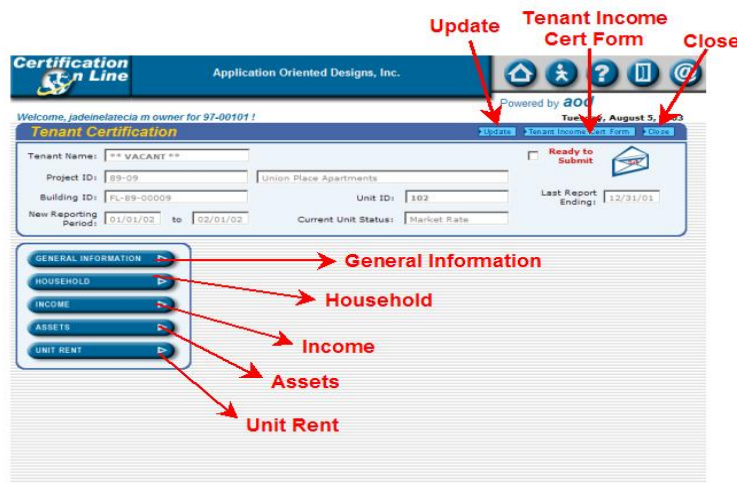 Update
Tenant Income
Cert Form
Close
Certification
On Line
Application Oriented Designs, Inc.
Powered by aod
Welcome, jadeinelatecia m owner for 97-00101 !
August 5,
Tenant Certification
Update
Tenant Income Cert Form
Close
Tenant Name: ** VACANT **
Ready to
Submit
Project ID: 89-09 Union Place Apartments
Building ID: FL-89-00009 Unit ID: 102
Last Report
Ending: 12/31/01
New Reporting
Period: 01/01/02 to 02/01/02 Current Unit Status: Market Rate
GENERAL INFORMATION
General Information
HOUSEHOLD
Household
INCOME
Income
ASSETS
Assets
UNIT RENT
Unit Rent